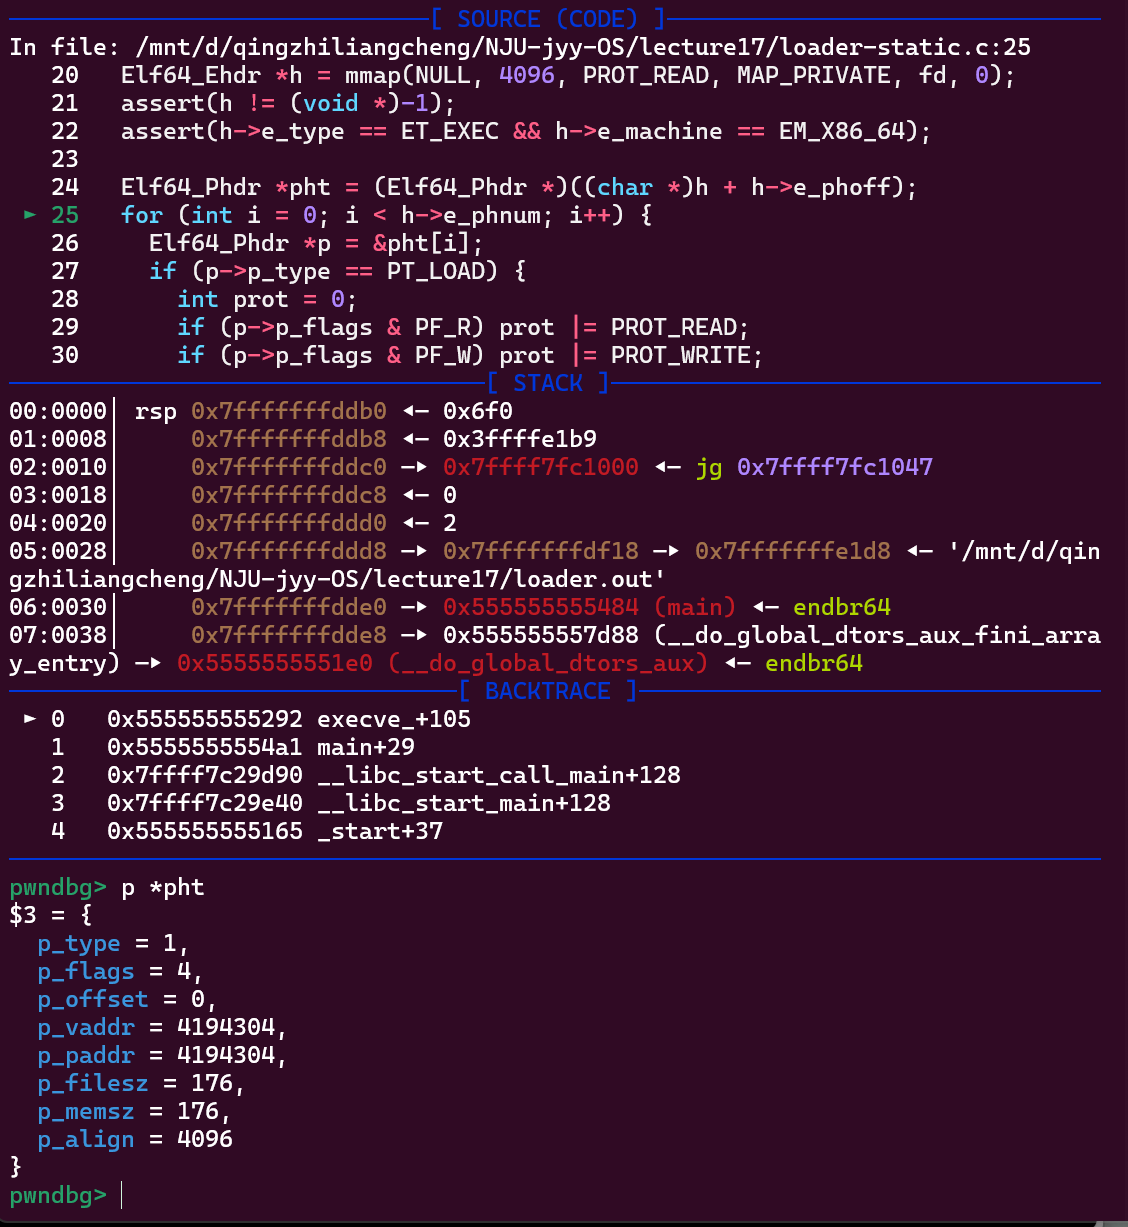 [ SOURCE (CODE) ]
In file: /mnt/d/qingzhiliangcheng/NJU-jyy-OS/lecture17/loader-static.c:25
   20   Elf64_Ehdr *h = mmap(NULL, 4096, PROT_READ, MAP_PRIVATE, fd, 0);
   21   assert(h != (void *)-1);
   22   assert(h->e_type == ET_EXEC && h->e_machine == EM_X86_64);
   23
   24   Elf64_Phdr *pht = (Elf64_Phdr *)((char *)h + h->e_phoff);
 ► 25   for (int i = 0; i < h->e_phnum; i++) {
   26     Elf64_Phdr *p = &pht[i];
   27     if (p->p_type == PT_LOAD) {
   28       int prot = 0;
   29       if (p->p_flags & PF_R) prot |= PROT_READ;
   30       if (p->p_flags & PF_W) prot |= PROT_WRITE;
[ STACK ]
00:0000│ rsp 0x7fffffffddb0 ◂— 0x6f0
01:0008│     0x7fffffffddb8 ◂— 0x3ffffe1b9
02:0010│     0x7fffffffddc0 —▸ 0x7ffff7fc1000 ◂— jg 0x7ffff7fc1047
03:0018│     0x7fffffffddc8 ◂— 0
04:0020│     0x7fffffffddd0 ◂— 2
05:0028│     0x7fffffffddd8 —▸ 0x7fffffffdf18 —▸ 0x7fffffffe1d8 ◂— '/mnt/d/qin
gzhiliangcheng/NJU-jyy-OS/lecture17/loader.out'
06:0030│     0x7fffffffdde0 —▸ 0x555555555484 (main) ◂— endbr64
07:0038│     0x7fffffffdde8 —▸ 0x555555557d88 (__do_global_dtors_aux_fini_arra
y_entry) —▸ 0x5555555551e0 (__do_global_dtors_aux) ◂— endbr64
[ BACKTRACE ]
 ► 0   0x555555555292 execve_+105
   1   0x5555555554a1 main+29
   2   0x7ffff7c29d90 __libc_start_call_main+128
   3   0x7ffff7c29e40 __libc_start_main+128
   4   0x555555555165 _start+37
pwndbg> p *pht
$3 = {
  p_type = 1,
  p_flags = 4,
  p_offset = 0,
  p_vaddr = 4194304,
  p_paddr = 4194304,
  p_filesz = 176,
  p_memsz = 176,
  p_align = 4096
}
pwndbg>